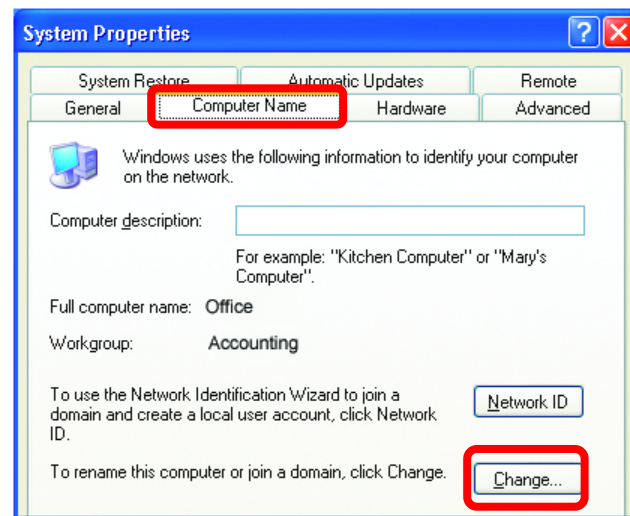 System Properties
System Restore
Automatic Updates
Remote
General
Computer Name
Hardware
Advanced
Windows uses the following information to identify your computer
on the network.
Computer description:
For example: "Kitchen Computer" or "Mary's
Computer".
Full computer name: Office
Workgroup: Accounting
To use the Network Identification Wizard to join a
domain and create a local user account, click Network
ID.
Network ID
To rename this computer or join a domain, click Change.
Change...